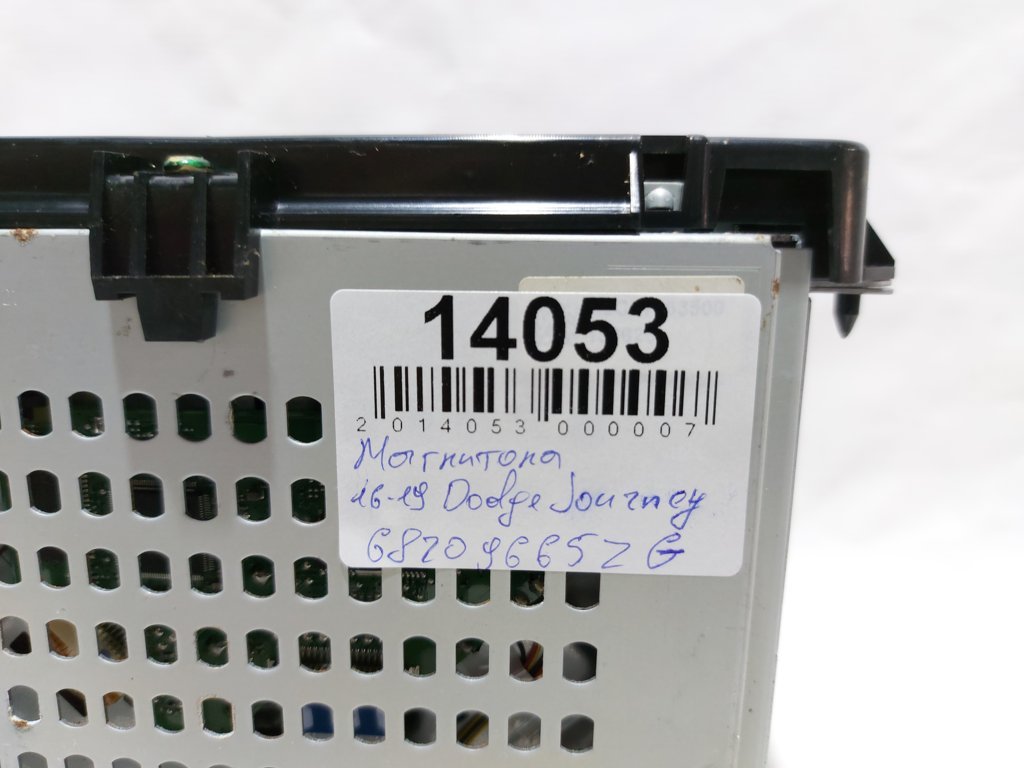 14053
2 014053 000007
Магнитола
16-19 Dodge Journey
68209665ZG